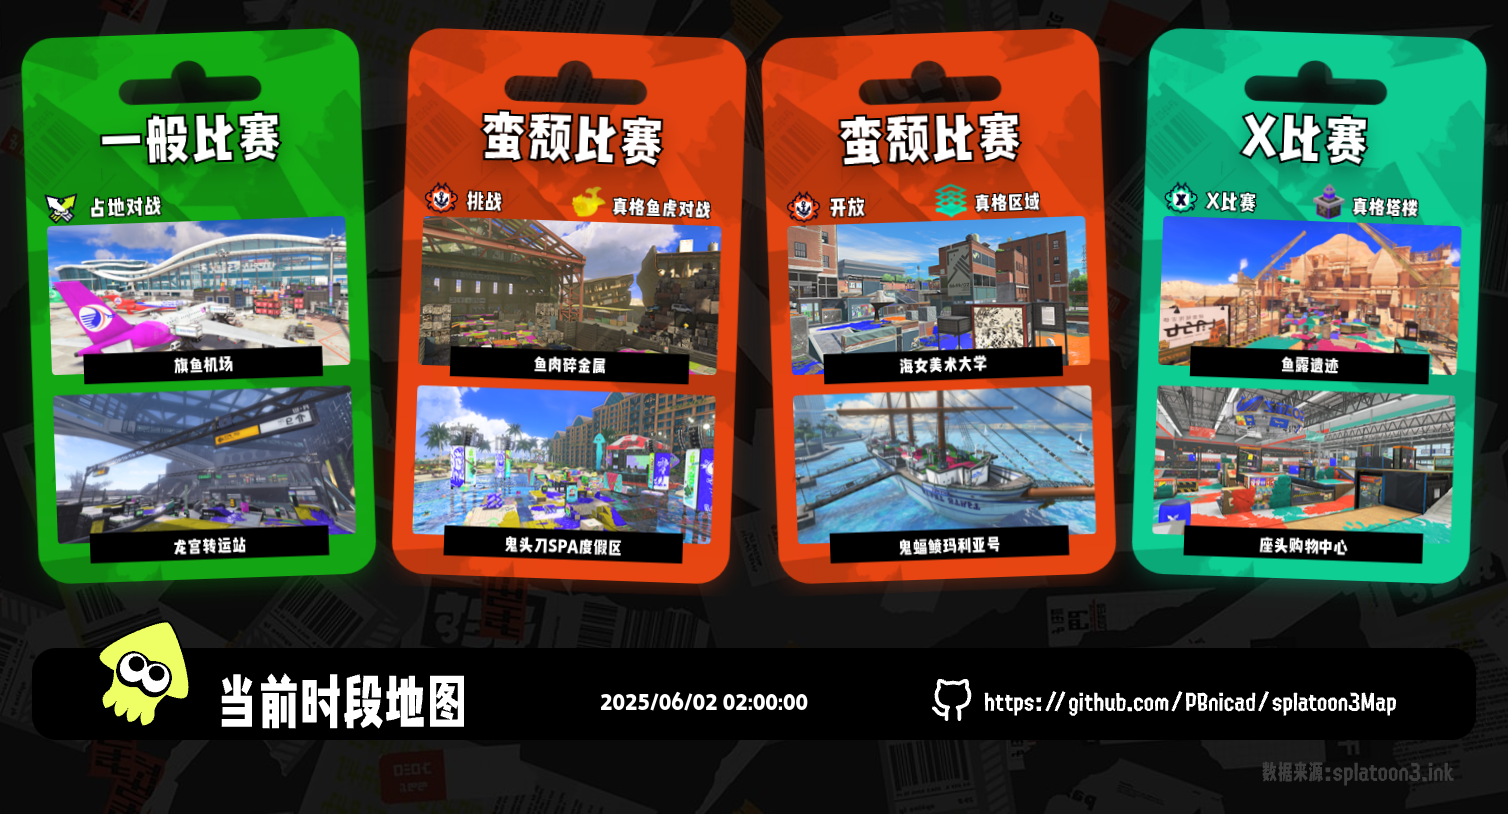 一般比赛
占地对战
旗鱼机场
龙宫转运站
蛮颓比赛
挑战
真格鱼虎对战
鱼肉碎金属
鬼头刀SPA度假区
蛮颓比赛
开放
真格区域
海女美术大学
鬼蝠鲼玛利亚号
X比赛
X比赛
真格塔楼
鱼露遗迹
座头购物中心
当前时段地图
2025/06/02 02:00:00
https://github.com/PBnicad/splatoon3Map
数据来源:splatoon3.ink